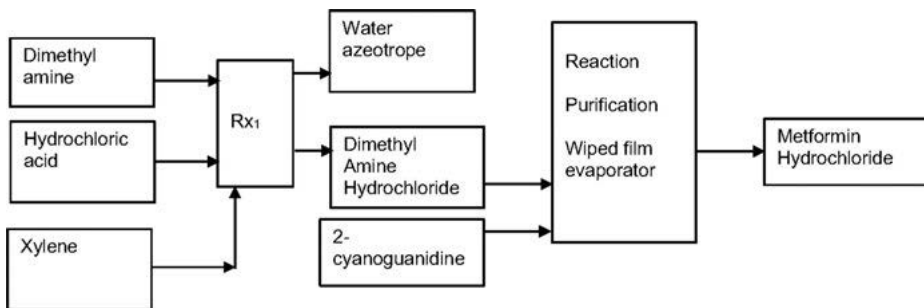 Dimethyl
amine
Hydrochloric
acid
Xylene
Rx₁
Water
azeotrope
Dimethyl
Amine
Hydrochloride
2-
cyanoguanidine
Reaction
Purification
Wiped film
evaporator
Metformin
Hydrochloride